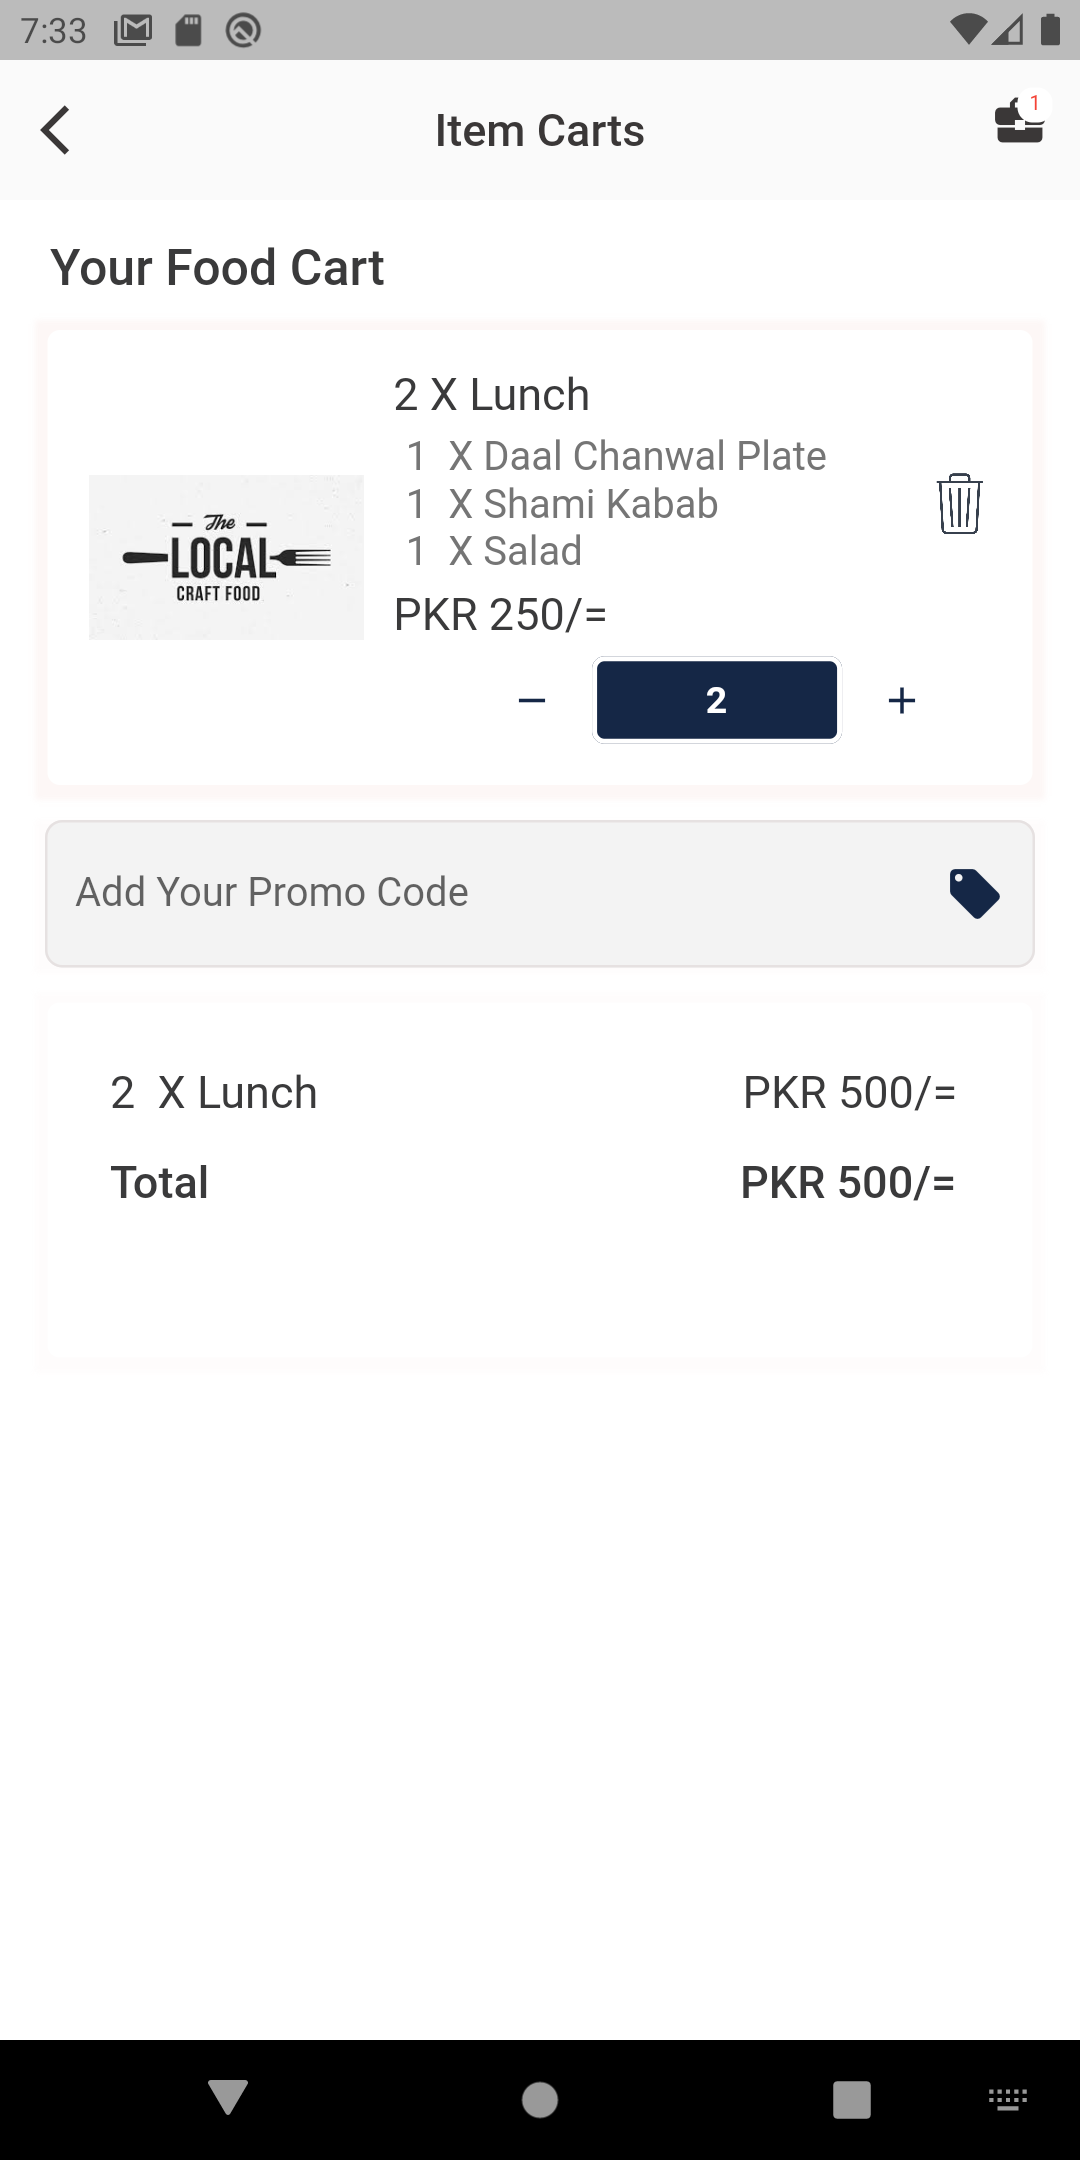 7:33
1
Item Carts
Your Food Cart
2 X Lunch
1 X Daal Chanwal Plate
1 X Shami Kabab
1 X Salad
The
LOCAL
CRAFT FOOD
PKR 250/=
− 2 +
Add Your Promo Code
2 X Lunch PKR 500/=
Total PKR 500/=